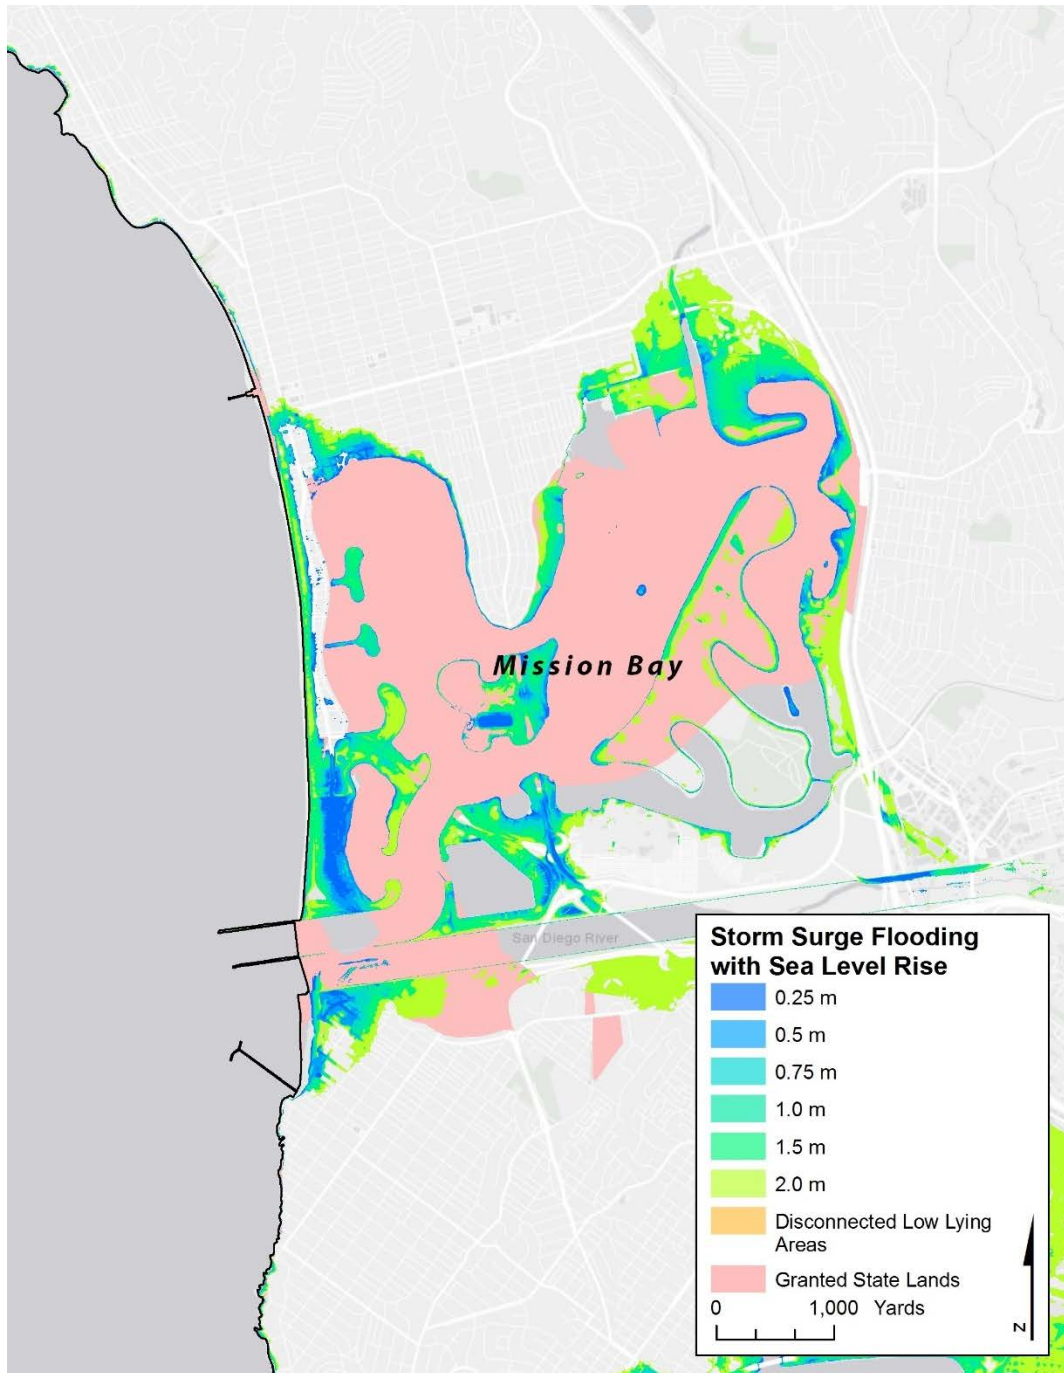 Mission Bay
San Diego River
Storm Surge Flooding
with Sea Level Rise
0.25 m
0.5 m
0.75 m
1.0 m
1.5 m
2.0 m
Disconnected Low Lying
Areas
Granted State Lands
0 1,000 Yards
N